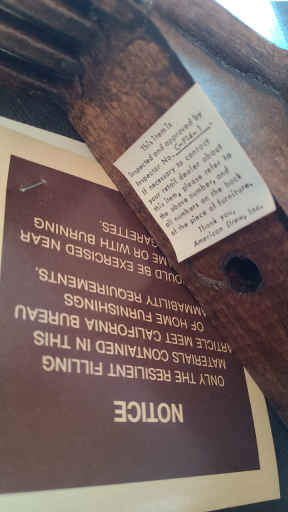 This item is
inspected and approved by
Inspector No.
if necessary to contact
your retail dealer about
this item, please refer to
the above number, and
all numbers on the back
of the piece of furniture.
Thank you,
American Drew, Inc.
NOTICE
ONLY THE RESILIENT FILLING
MATERIALS CONTAINED IN THIS
ARTICLE MEET CALIFORNIA BUREAU
OF HOME FURNISHINGS
FLAMMABILITY REQUIREMENTS.
BE EXERCISED NEAR
OR WITH BURNING